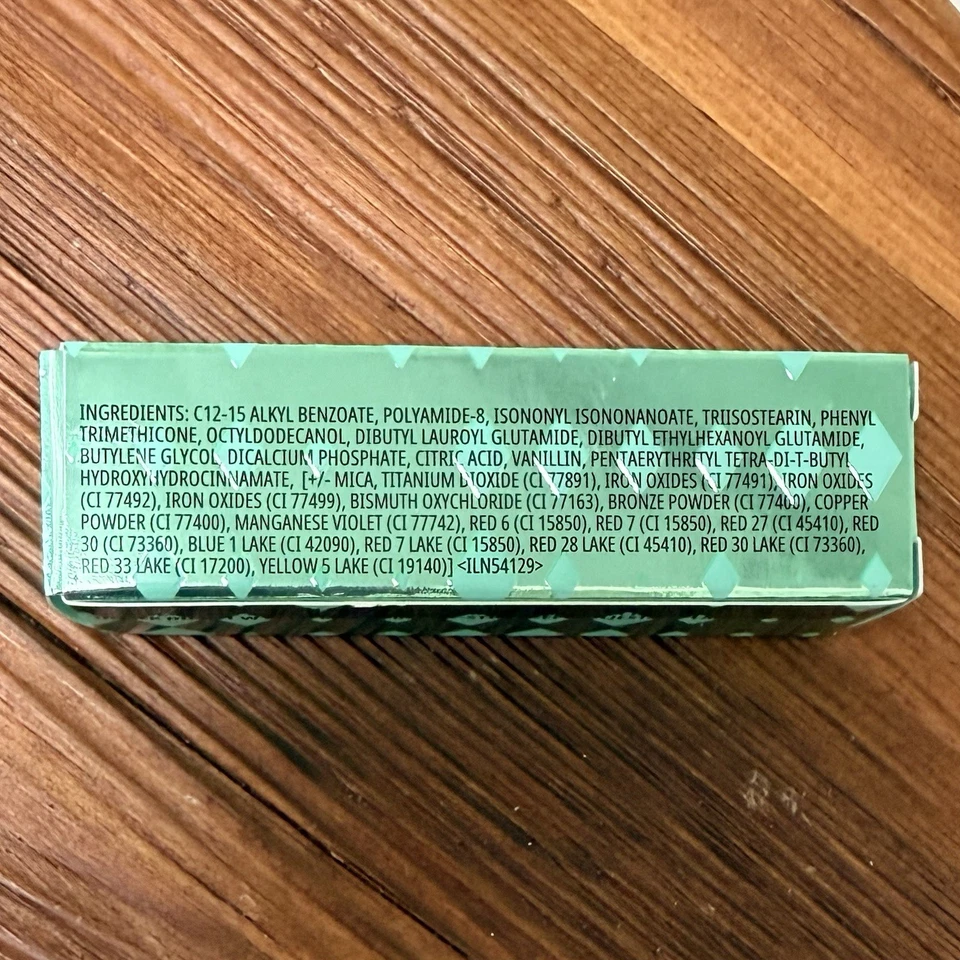 INGREDIENTS: C12-15 ALKYL BENZOATE, POLYAMIDE-8, ISONONYL ISONONANOATE, TRIISOSTEARIN, PHENYL
TRIMETHICONE, OCTYLDODECANOL, DIBUTYL LAUROYL GLUTAMIDE, DIBUTYL ETHYLHEXANOYL GLUTAMIDE,
BUTYLENE GLYCOL, DICALCIUM PHOSPHATE, CITRIC ACID, VANILLIN, PENTAERYTHRITYL TETRA-DI-T-BUTYL
HYDROXYHYDROCINNAMATE, [+/- MICA, TITANIUM DIOXIDE (CI 77891), IRON OXIDES (CI 77491), IRON OXIDES
(CI 77492), IRON OXIDES (CI 77499), BISMUTH OXYCHLORIDE (CI 77163), BRONZE POWDER (CI 77400), COPPER
POWDER (CI 77400), MANGANESE VIOLET (CI 77742), RED 6 (CI 15850), RED 7 (CI 15850), RED 27 (CI 45410), RED
30 (CI 73360), BLUE 1 LAKE (CI 42090), RED 7 LAKE (CI 15850), RED 28 LAKE (CI 45410), RED 30 LAKE (CI 73360),
RED 33 LAKE (CI 17200), YELLOW 5 LAKE (CI 19140)] <ILN54129>